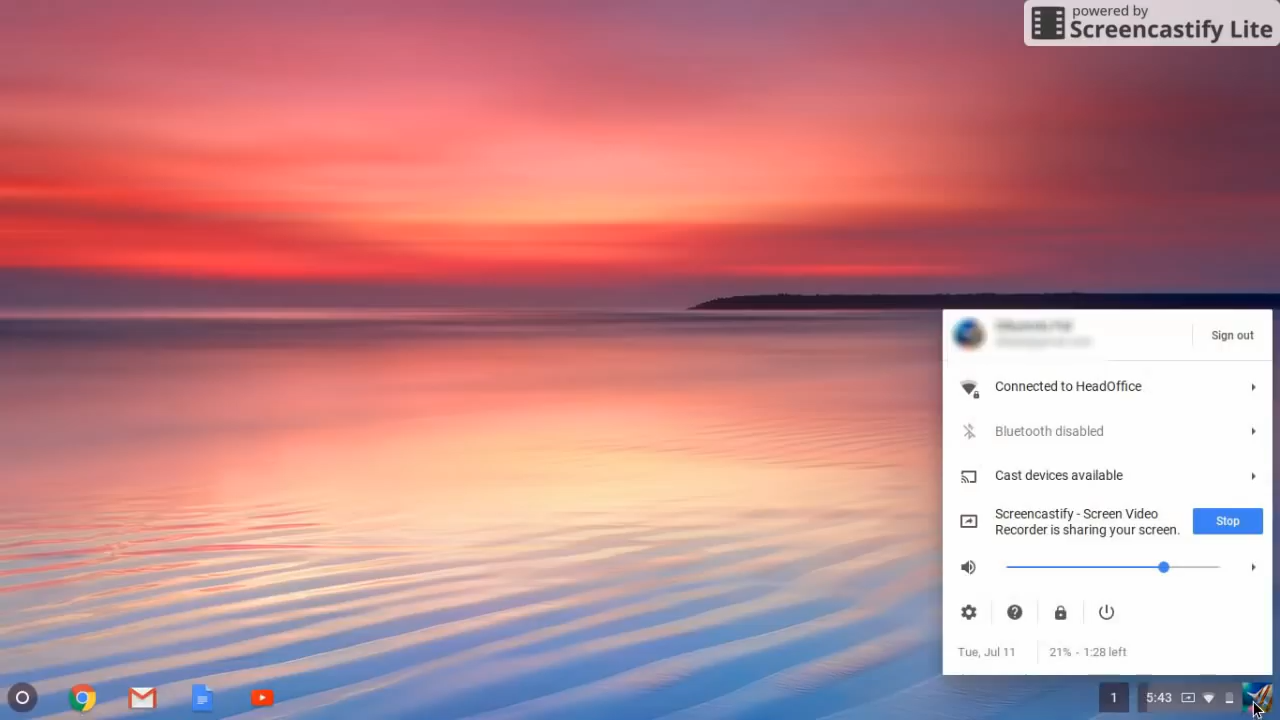 powered by
Screencastify Lite
Sign out
Connected to HeadOffice
Bluetooth disabled
Cast devices available
Screencastify - Screen Video
Recorder is sharing your screen.
Stop
Tue, Jul 11
21% - 1:28 left
1
5:43